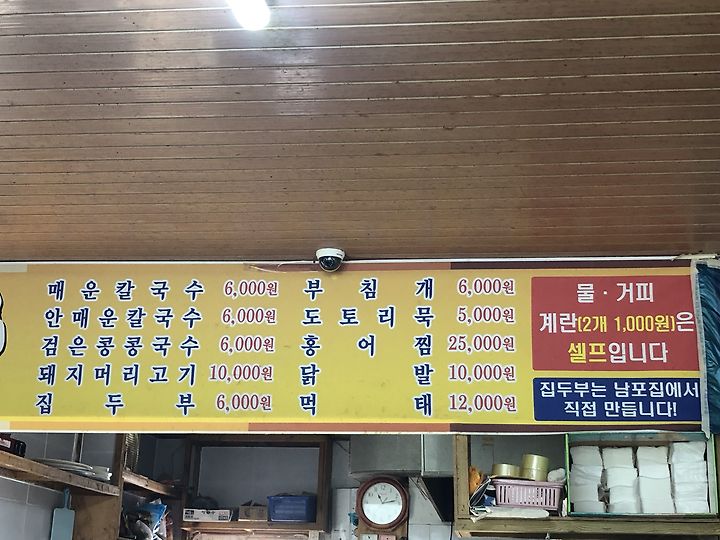 매운칼국수 6,000원
안매운칼국수 6,000원
검은콩콩국수 6,000원
돼지머리고기 10,000원
집두부 6,000원
부침개 6,000원
도토리묵 5,000원
홍어찜 25,000원
닭발 10,000원
먹태 12,000원
물·거피
계란(2개 1,000원)은
셀프입니다
집두부는 남포집에서
직접 만듭니다!